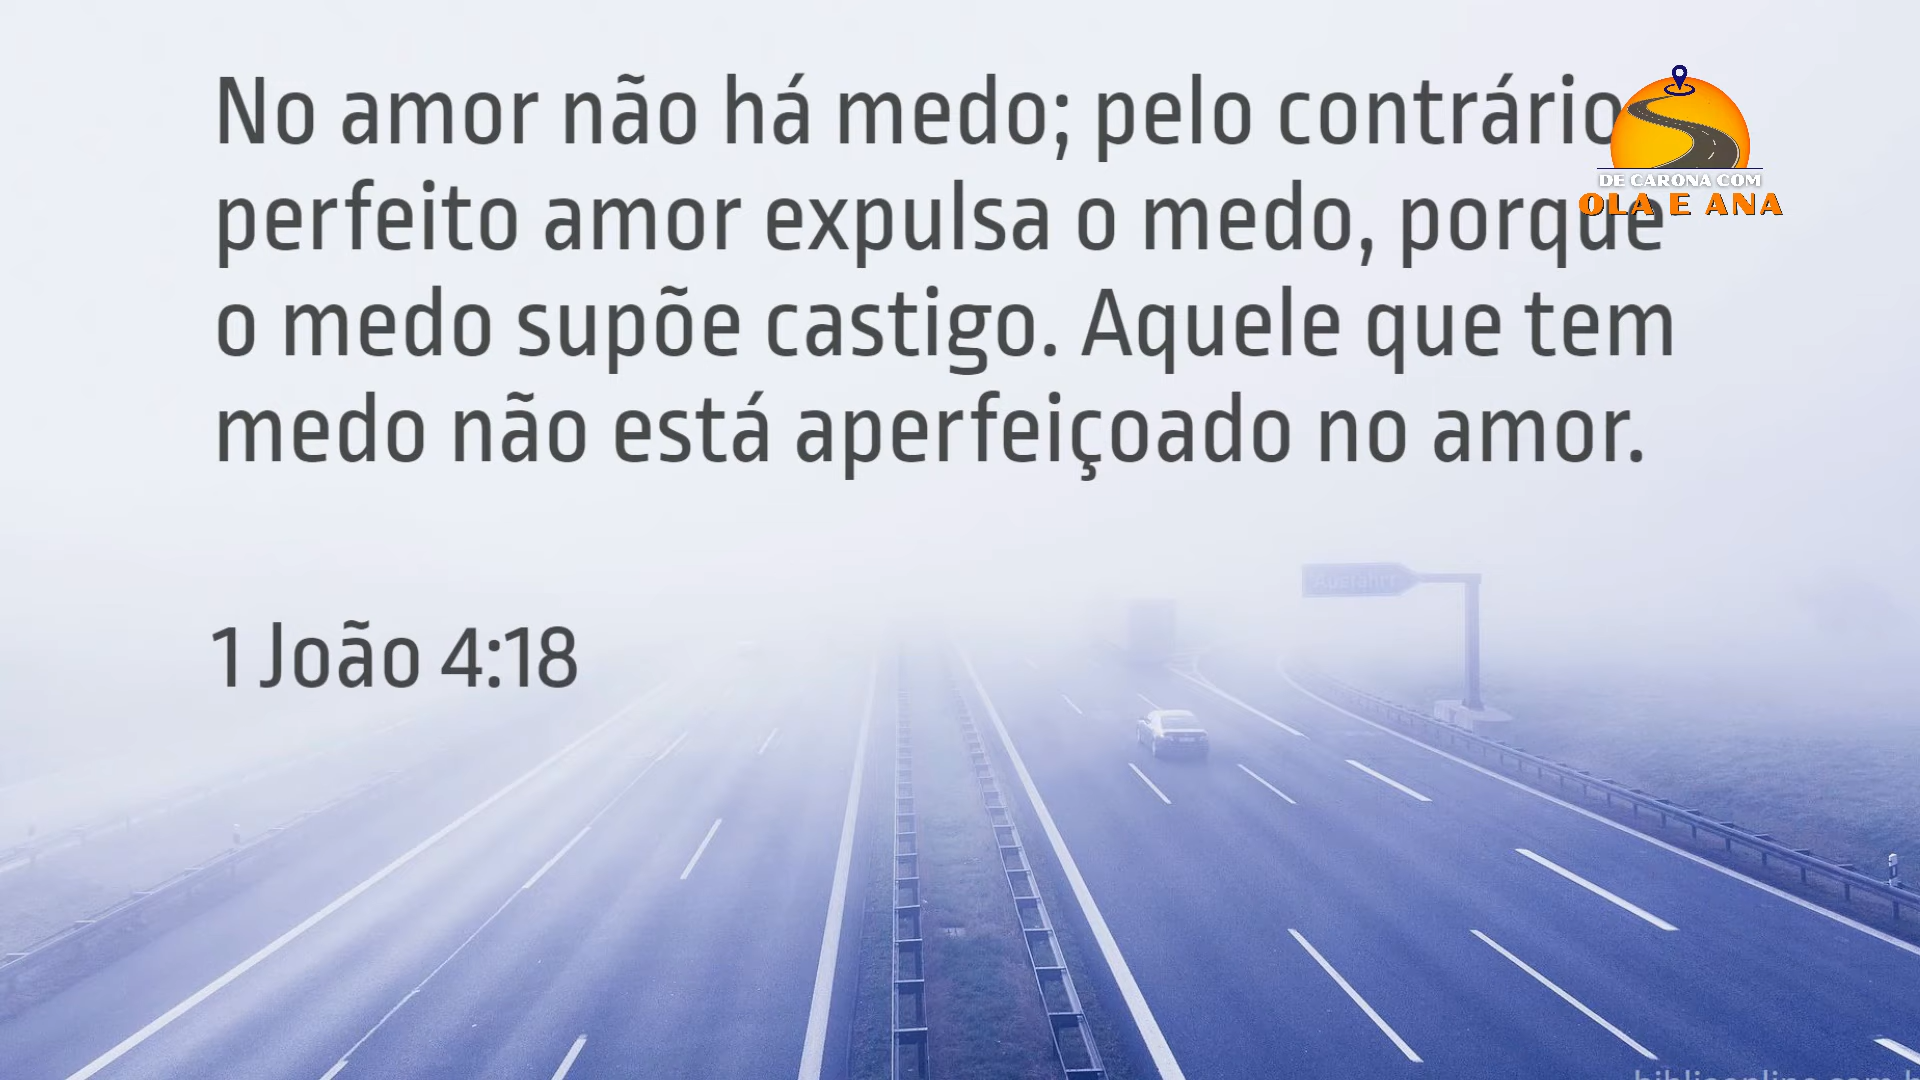 No amor não há medo; pelo contrário
perfeito amor expulsa o medo, porque
o medo supõe castigo. Aquele que tem
medo não está aperfeiçoado no amor.
1 João 4:18
DE CARONA COM
OLA E ANA
Ausfahrt